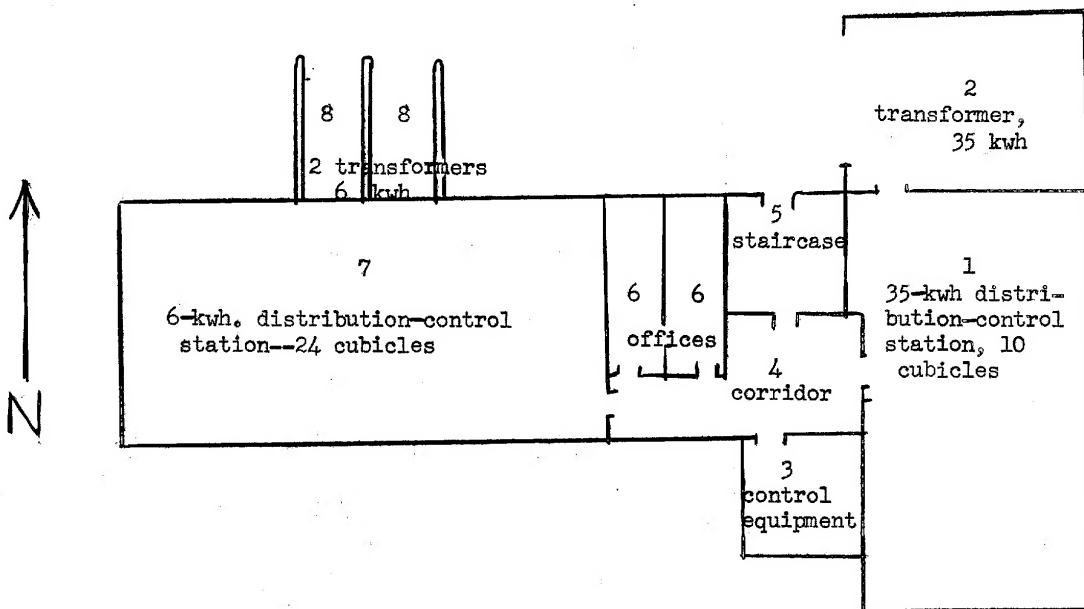 2
transformer,
35 kwh
8
8
2 transformers
6 kwh
5
staircase
7
6-kwh. distribution-control
station--24 cubicles
6
6
offices
1
35-kwh distri-
bution-control
station, 10
cubicles
4
corridor
N
3
control
equipment